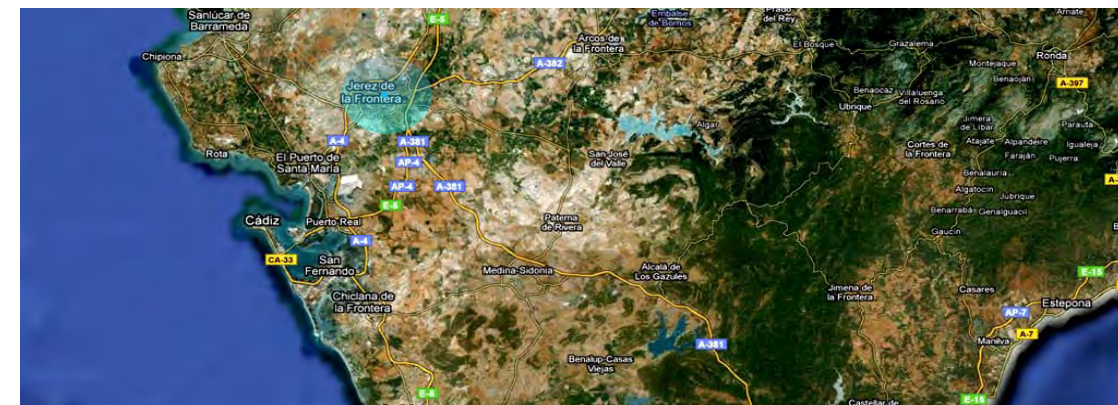 Sanlúcar de
Barrameda
Chipiona
Jerez de
la Frontera
Rota
El Puerto de
Santa María
Cádiz
Puerto Real
San
Fernando
Chiclana de
la Frontera
E-5
A-382
A-4
A-381
AP-4
AP-4
A-381
E-5
A-4
CA-33
E-5
Embalse
de Bornos
Prado
del Rey
Arcos de
la Frontera
El Bosque
Grazalema
Arriate
Ronda
Montejaque
Benaoján
A-397
Benaocaz
Villaluenga
del Rosario
Ubrique
Algar
San José
del Valle
Cortes de
la Frontera
Jimera
de Líbar
Parauta
Atajate
Alpandeire
Igualeja
Faraján
Pujerra
Benalauría
Algatocín
Jubrique
Benarrabá
Genalguacil
Gaucín
Paterna
de Rivera
Medina-Sidonia
Alcalá de
Los Gazules
Jimena de
la Frontera
Casares
E-15
Estepona
AP-7
A-7
Manilva
A-381
Benalup-Casas
Viejas
E-15
Castellar de